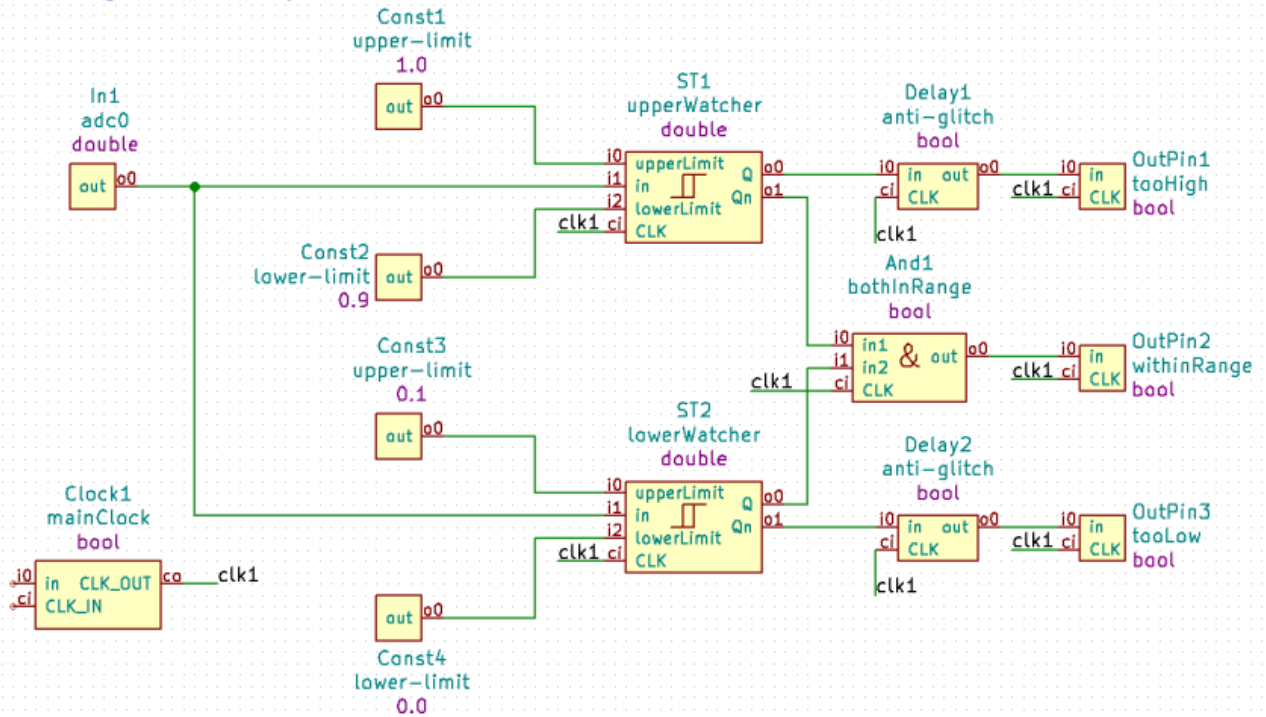 Const1
upper-limit
1.0
out o0
In1
adc0
double
out o0
ST1
upperWatcher
double
i0 upperLimit
i1 in
i2 lowerLimit
clk1 ci CLK
Q o0
Qn o1
Delay1
anti-glitch
bool
i0 in out o0
ci CLK
clk1
OutPin1
tooHigh
bool
i0 in
clk1 ci CLK
Const2
lower-limit
0.9
out o0
And1
bothInRange
bool
i0 in1
i1 in2
clk1 ci CLK
& out o0
OutPin2
withinRange
bool
i0 in
clk1 ci CLK
Const3
upper-limit
0.1
out o0
ST2
lowerWatcher
double
i0 upperLimit
i1 in
i2 lowerLimit
clk1 ci CLK
Q o0
Qn o1
Delay2
anti-glitch
bool
i0 in out o0
ci CLK
clk1
OutPin3
tooLow
bool
i0 in
clk1 ci CLK
Clock1
mainClock
bool
i0 in CLK_OUT co clk1
ci CLK_IN
out o0
Const4
lower-limit
0.0